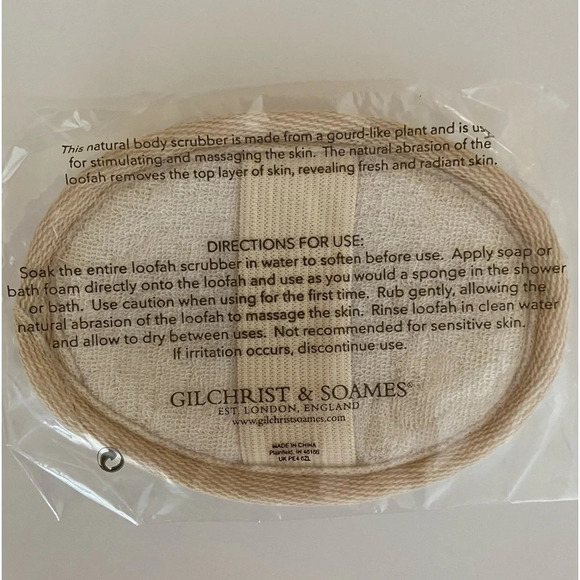 This natural body scrubber is made from a gourd-like plant and is us
for stimulating and massaging the skin. The natural abrasion of the
loofah removes the top layer of skin, revealing fresh and radiant skin.
DIRECTIONS FOR USE:
Soak the entire loofah scrubber in water to soften before use. Apply soap or
bath foam directly onto the loofah and use as you would a sponge in the shower
or bath. Use caution when using for the first time. Rub gently, allowing the
natural abrasion of the loofah to massage the skin. Rinse loofah in clean water
and allow to dry between uses. Not recommended for sensitive skin.
If irritation occurs, discontinue use.
GILCHRIST & SOAMES®
EST. LONDON, ENGLAND
www.gilchristsoames.com
MADE IN CHINA
Plainfield, IN 46168
UK PE4 6ZL